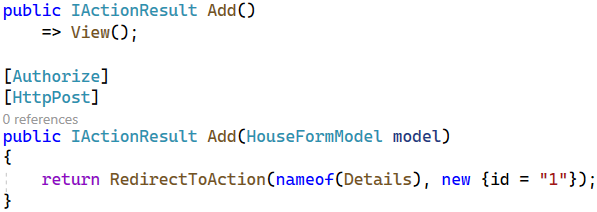 public IActionResult Add()
=> View();
[Authorize]
[HttpPost]
0 references
public IActionResult Add(HouseFormModel model)
{
return RedirectToAction(nameof(Details), new {id = "1"});
}